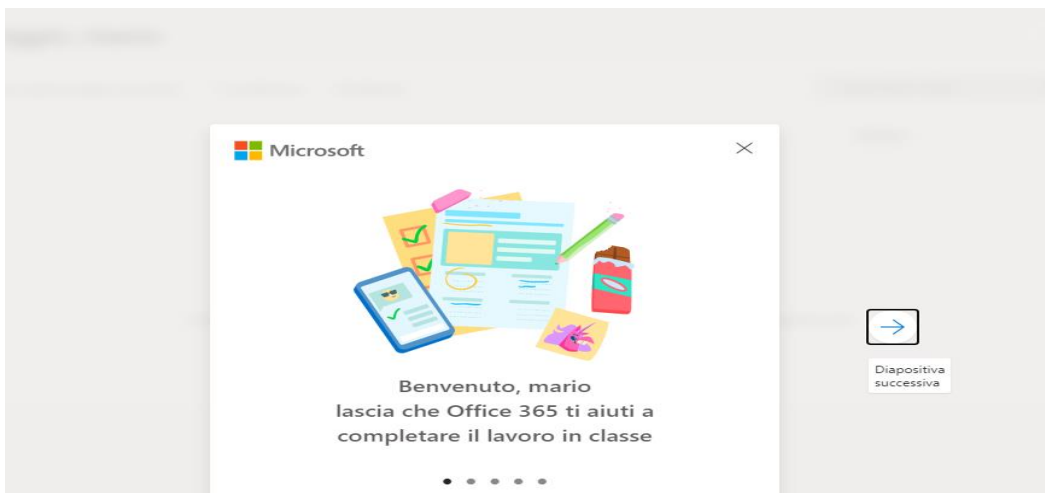 Microsoft
Benvenuto, mario
lascia che Office 365 ti aiuti a
completare il lavoro in classe
Diapositiva
successiva